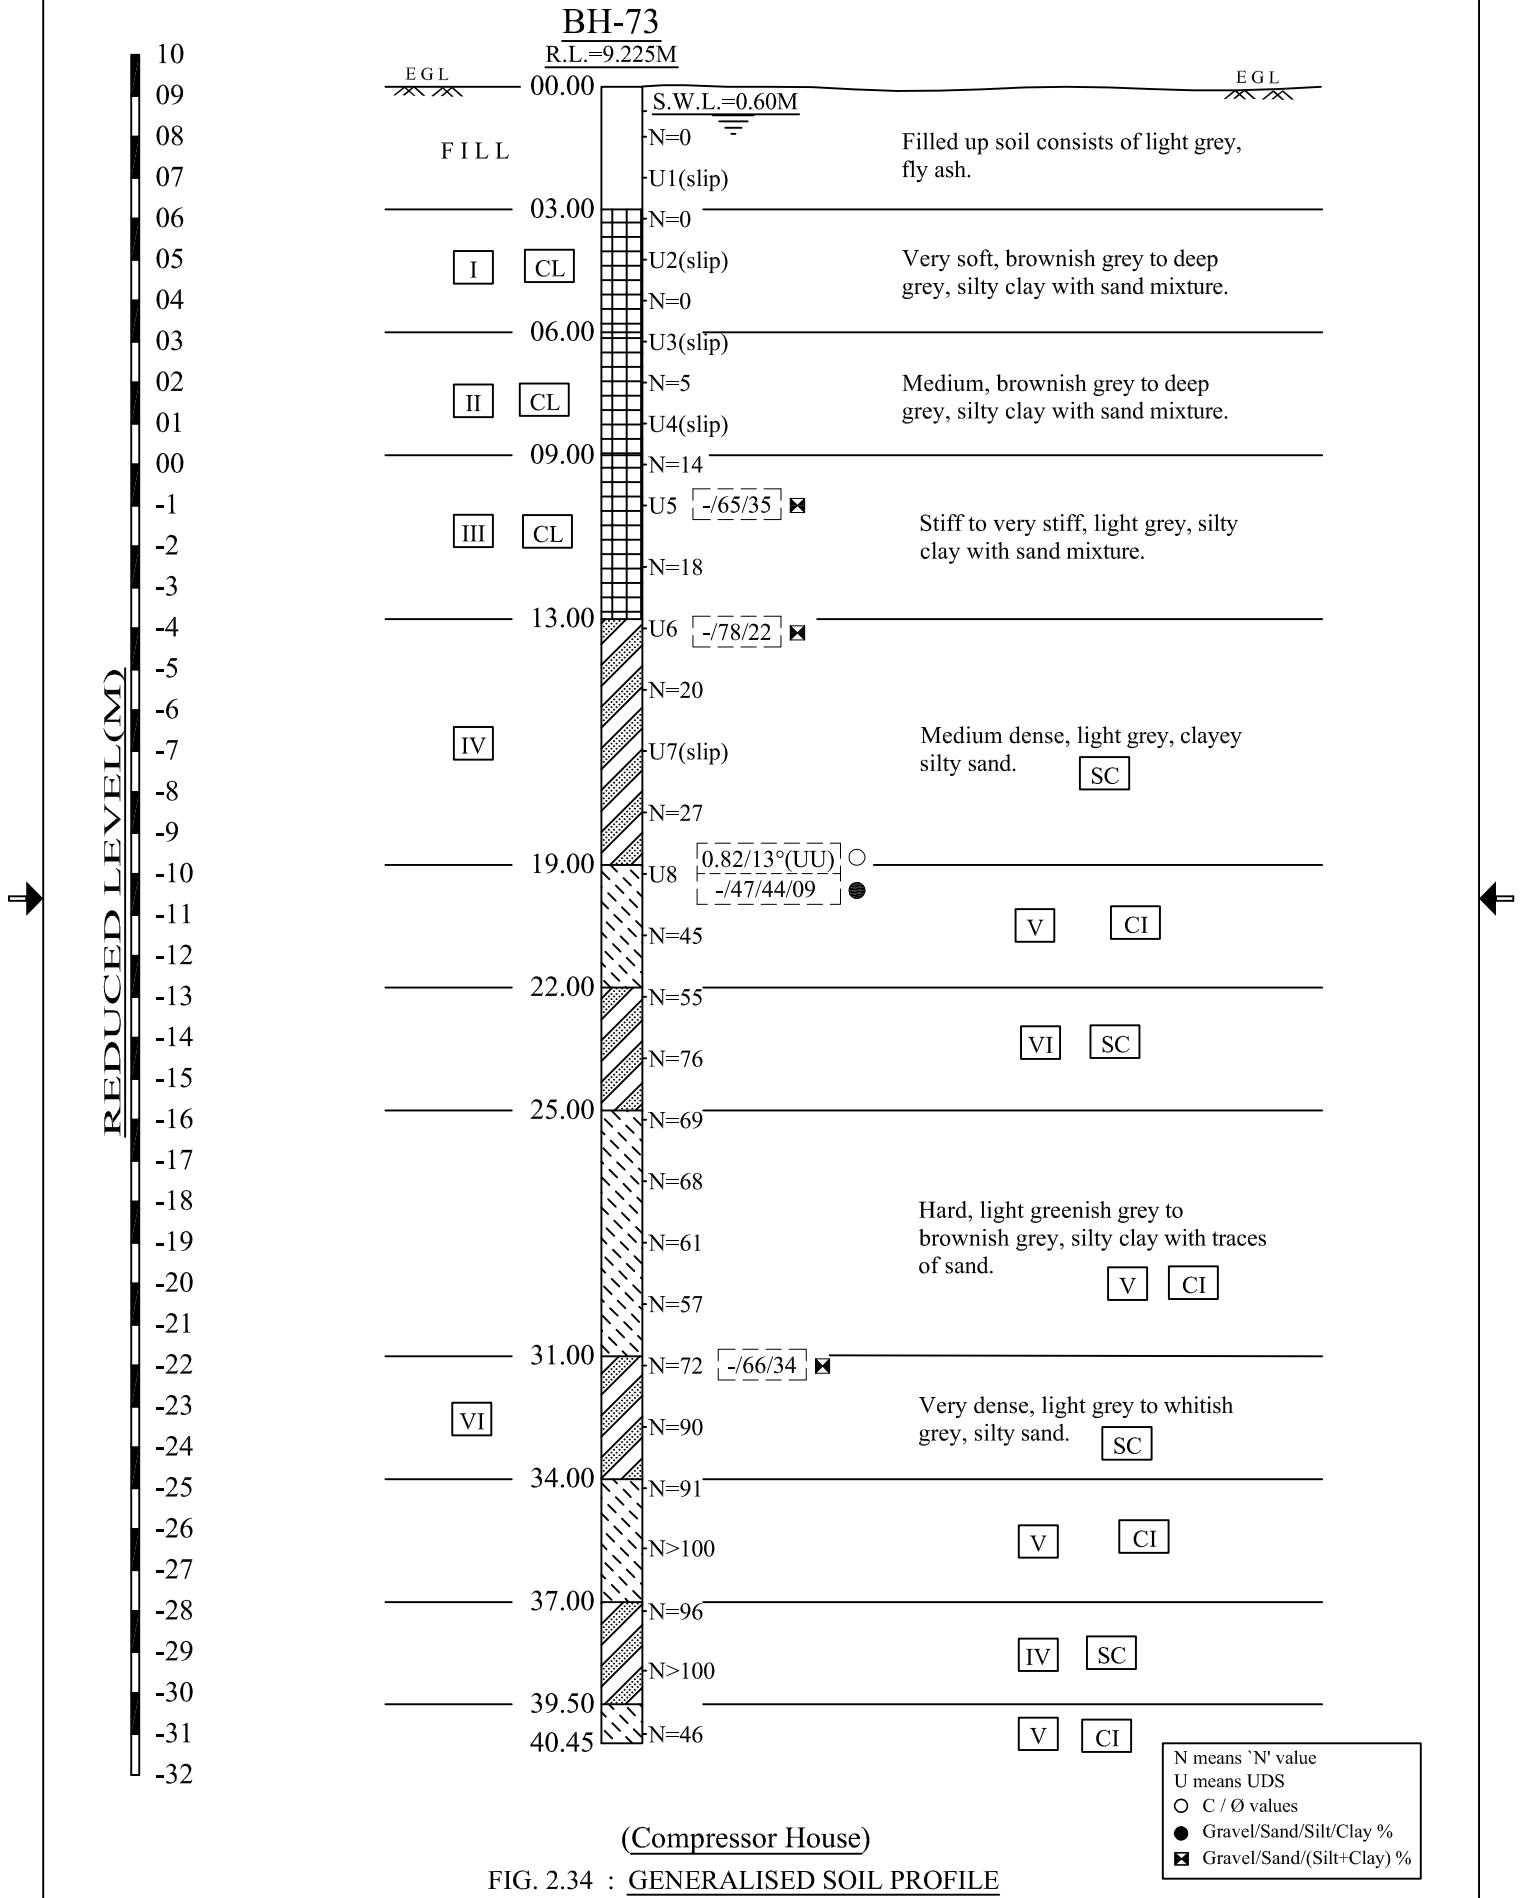 BH-73
R.L.=9.225M
REDUCED LEVEL(M)
10
09
08
07
06
05
04
03
02
01
00
-1
-2
-3
-4
-5
-6
-7
-8
-9
-10
-11
-12
-13
-14
-15
-16
-17
-18
-19
-20
-21
-22
-23
-24
-25
-26
-27
-28
-29
-30
-31
-32
EGL
00.00
EGL
S.W.L.=0.60M
N=0
FILL
U1(slip)
Filled up soil consists of light grey,
fly ash.
03.00
N=0
I CL
U2(slip)
N=0
Very soft, brownish grey to deep
grey, silty clay with sand mixture.
06.00
U3(slip)
II CL
N=5
U4(slip)
Medium, brownish grey to deep
grey, silty clay with sand mixture.
09.00
N=14
U5 -/65/35
III CL
N=18
Stiff to very stiff, light grey, silty
clay with sand mixture.
13.00
U6 -/78/22
N=20
IV
U7(slip)
N=27
Medium dense, light grey, clayey
silty sand.
SC
19.00
U8 0.82/13°(UU)
-/47/44/09
N=45
V CI
22.00
N=55
N=76
VI SC
25.00
N=69
N=68
N=61
N=57
Hard, light greenish grey to
brownish grey, silty clay with traces
of sand.
V CI
31.00
N=72 -/66/34
VI
N=90
Very dense, light grey to whitish
grey, silty sand.
SC
34.00
N=91
N>100
V CI
37.00
N=96
N>100
IV SC
39.50
N=46
V CI
40.45
N means `N' value
U means UDS
C / Ø values
Gravel/Sand/Silt/Clay %
Gravel/Sand/(Silt+Clay) %
(Compressor House)
FIG. 2.34 : GENERALISED SOIL PROFILE